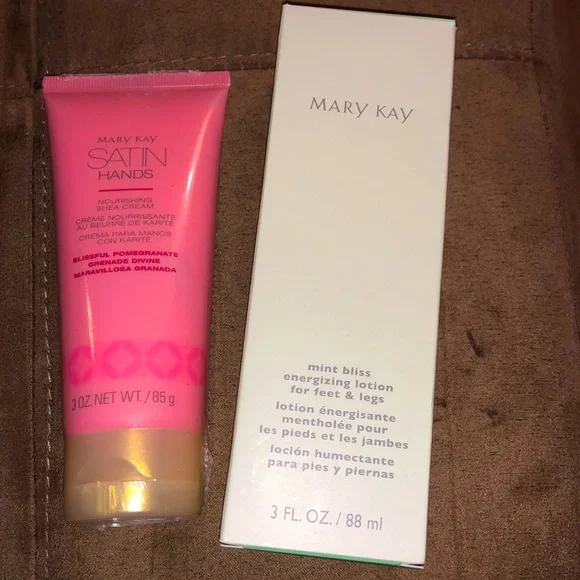 MARY KAY
SATIN
HANDS
NOURISHING
SHEA CREAM
CRÈME NOURRISSANTE
AU BEURRE DE KARITÉ
CREMA PARA MANOS
CON KARITÉ
BLISSFUL POMEGRANATE
GRENADE DIVINE
MARAVILLOSA GRANADA
3 OZ. NET WT./85 g
MARY KAY
mint bliss
energizing lotion
for feet & legs
lotion énergisante
mentholée pour
les pieds et les jambes
loción humectante
para pies y piernas
3 FL. OZ. / 88 ml